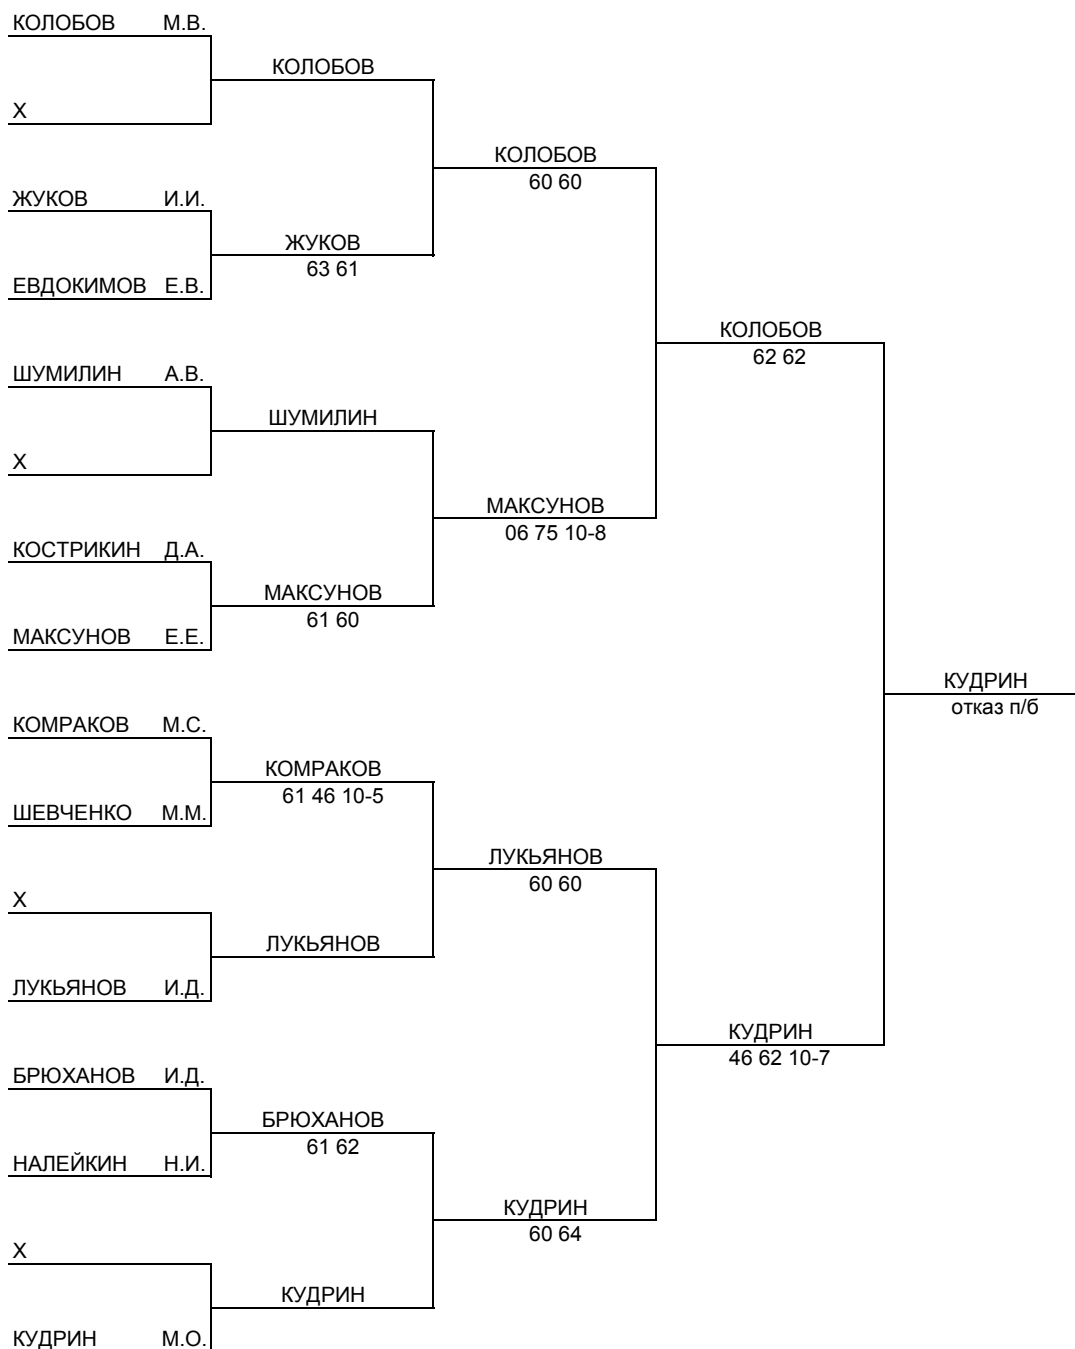 КОЛОБОВ М.В.
КОЛОБОВ
X
КОЛОБОВ
60 60
ЖУКОВ И.И.
ЖУКОВ
63 61
ЕВДОКИМОВ Е.В.
КОЛОБОВ
62 62
ШУМИЛИН А.В.
ШУМИЛИН
X
МАКСУНОВ
06 75 10-8
КОСТРИКИН Д.А.
МАКСУНОВ
61 60
МАКСУНОВ Е.Е.
КУДРИН
отказ п/б
КОМРАКОВ М.С.
КОМРАКОВ
61 46 10-5
ШЕВЧЕНКО М.М.
ЛУКЬЯНОВ
60 60
X
ЛУКЬЯНОВ
ЛУКЬЯНОВ И.Д.
КУДРИН
46 62 10-7
БРЮХАНОВ И.Д.
БРЮХАНОВ
61 62
НАЛЕЙКИН Н.И.
КУДРИН
60 64
X
КУДРИН
КУДРИН М.О.